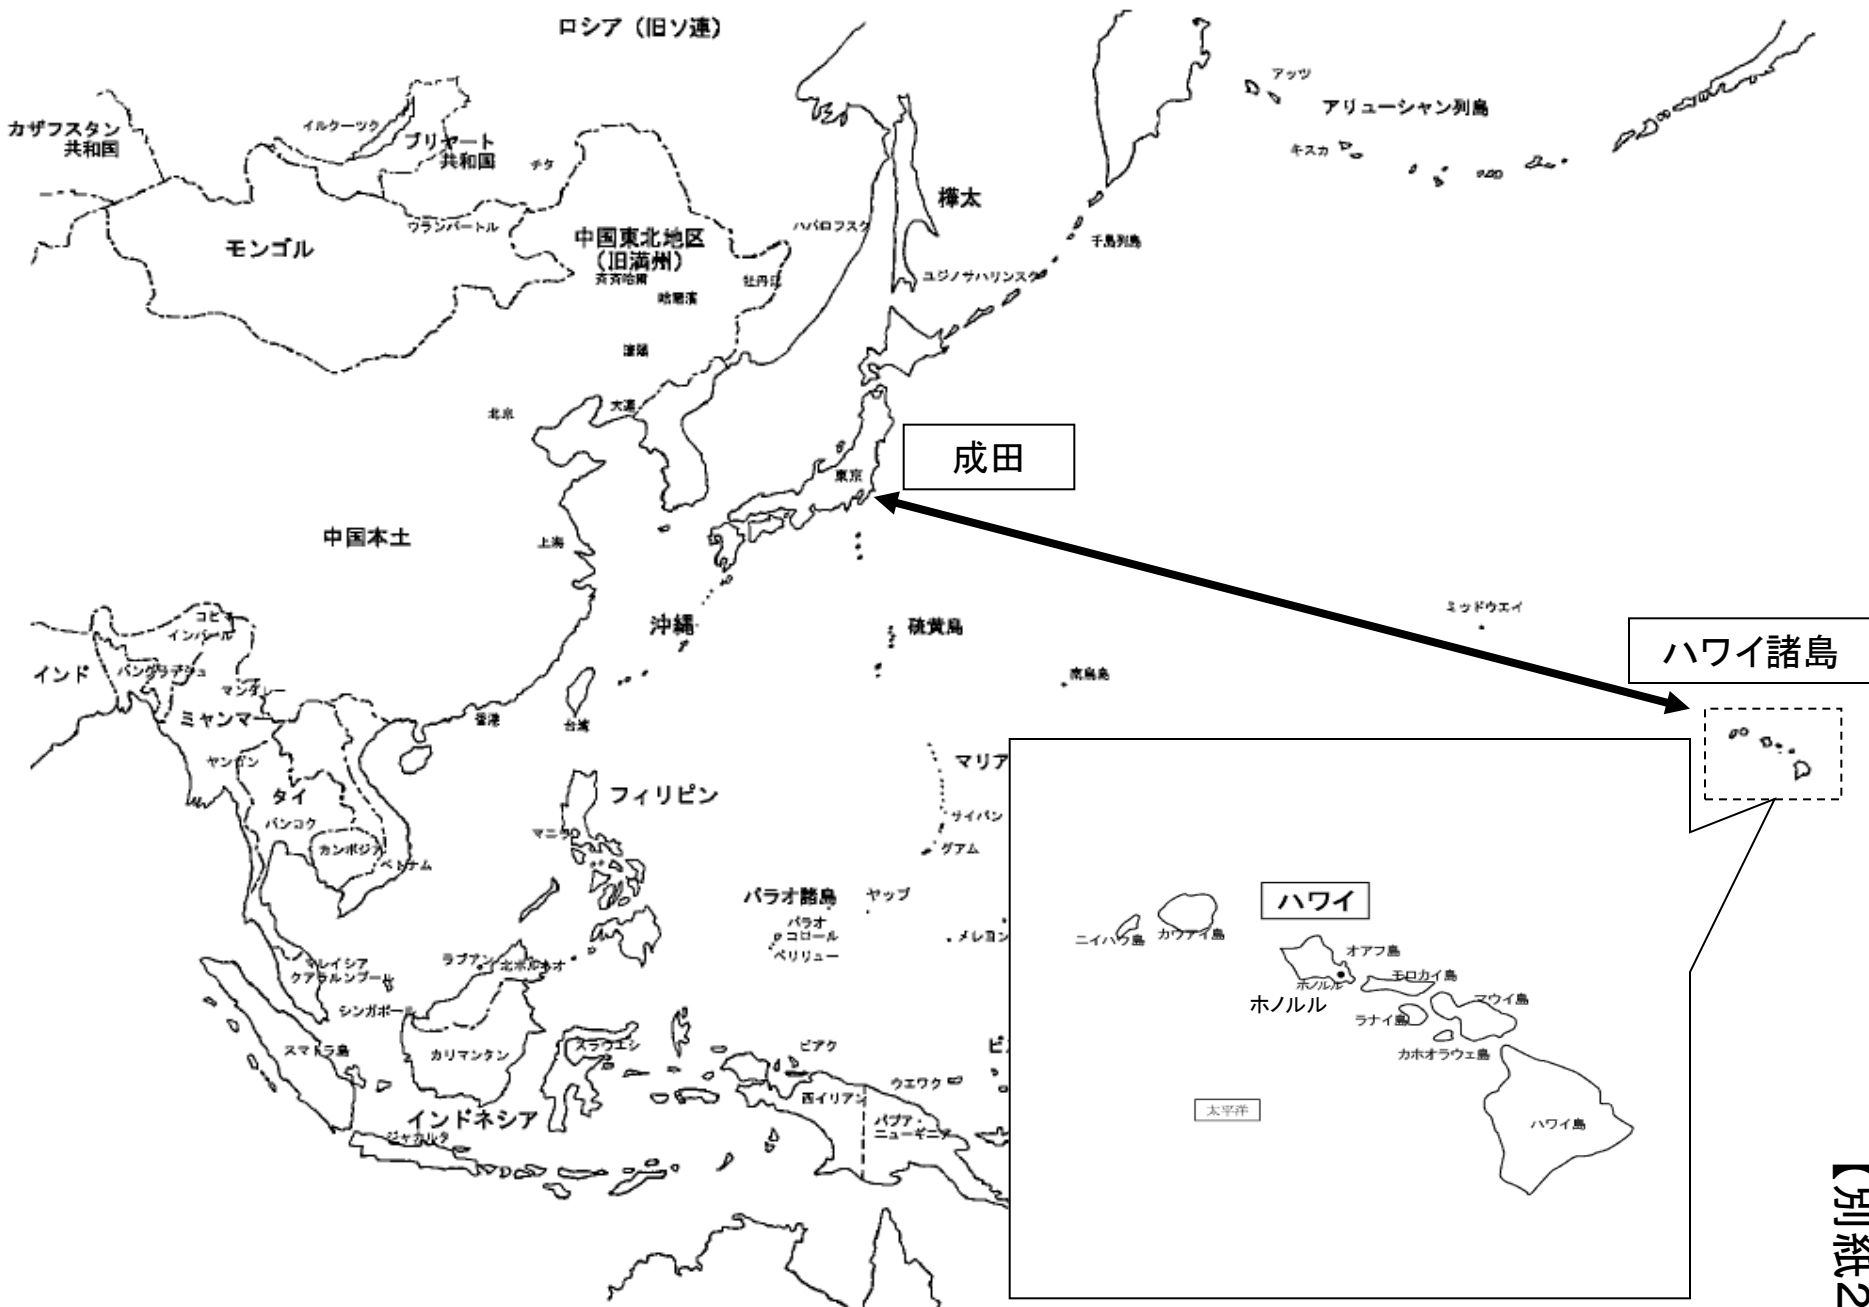 ロシア（旧ソ連）
アッツ
アリューシャン列島
カザフスタン
共和国
イルクーツク
ブリヤート
共和国
キスカ
チタ
樺太
モンゴル
ウランバートル
ハバロフスク
千島列島
中国東北地区
（旧満州）
斉斉哈爾
牡丹江
ユジノサハリンスク
哈爾濱
瀋陽
北京
大連
成田
東京
中国本土
上海
ミッドウエイ
コヒマ
インパール
沖縄
硫黄島
ハワイ諸島
インド
バングラデシュ
マンダレー
南鳥島
ミャンマー
香港
台湾
ヤンゴン
マリア
タイ
フィリピン
サイパン
バンコク
マニラ
グアム
カンボジア
ベトナム
パラオ諸島
ヤップ
パラオ
コロール
ペリリュー
メレヨン
ハワイ
ニイハウ島
カウアイ島
オアフ島
ホノルル
ホノルル
モロカイ島
マウイ島
ラナイ島
カホオラウェ島
ハワイ島
太平洋
マレイシア
クアラルンプール
ラブアン
北ボルネオ
シンガポール
スマトラ島
カリマンタン
スラウエシ
ビアク
ビ
ウエワク
西イリアン
パプア・
ニューギニア
インドネシア
ジャカルタ
【別紙2